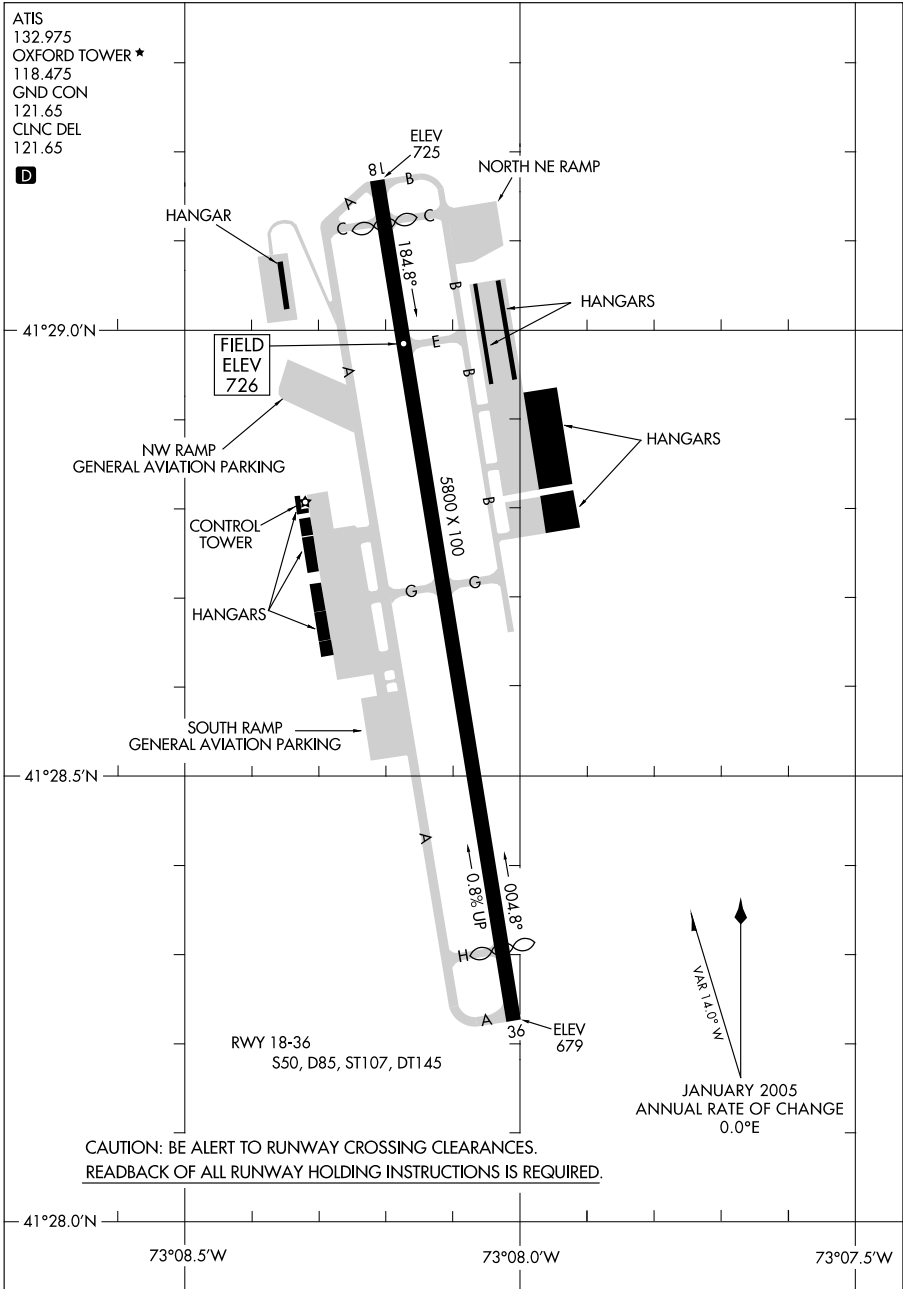 ATIS
132.975
OXFORD TOWER ★
118.475
GND CON
121.65
CLNC DEL
121.65
D
ELEV
725
18
B
NORTH NE RAMP
A
C
C
HANGAR
184.8°
B
HANGARS
41°29.0'N
E
FIELD
ELEV
726
A
B
NW RAMP
GENERAL AVIATION PARKING
HANGARS
5800 X 100
B
CONTROL
TOWER
G
G
HANGARS
SOUTH RAMP
GENERAL AVIATION PARKING
41°28.5'N
A
0.8% UP
004.8°
H
VAR 14.0° W
A
36
ELEV
679
RWY 18-36
S50, D85, ST107, DT145
JANUARY 2005
ANNUAL RATE OF CHANGE
0.0°E
CAUTION: BE ALERT TO RUNWAY CROSSING CLEARANCES.
READBACK OF ALL RUNWAY HOLDING INSTRUCTIONS IS REQUIRED.
41°28.0'N
73°08.5'W
73°08.0'W
73°07.5'W